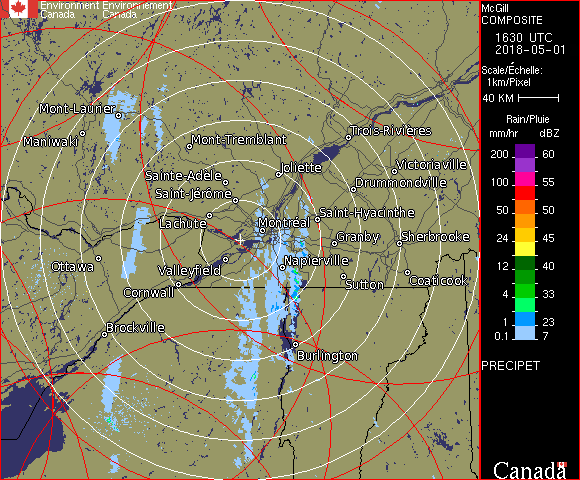 Environment Environnement
Canada Canada
McGill
COMPOSITE
1630 UTC
2018-05-01
Scale/Échelle:
1km/Pixel
40 KM
Rain/Pluie
mm/hr dBZ
200 60
100 55
50 50
24 45
12 40
4 33
1 23
0.1 7
PRECIPET
Canada
Mont-Laurier
Maniwaki
Mont-Tremblant
Trois-Rivières
Joliette
Victoriaville
Sainte-Adèle
Drummondville
Saint-Jérôme
Saint-Hyacinthe
Lachute
Montréal
Granby
Sherbrooke
Ottawa
Valleyfield
Napierville
Cornwall
Sutton
Coaticook
Brockville
Burlington